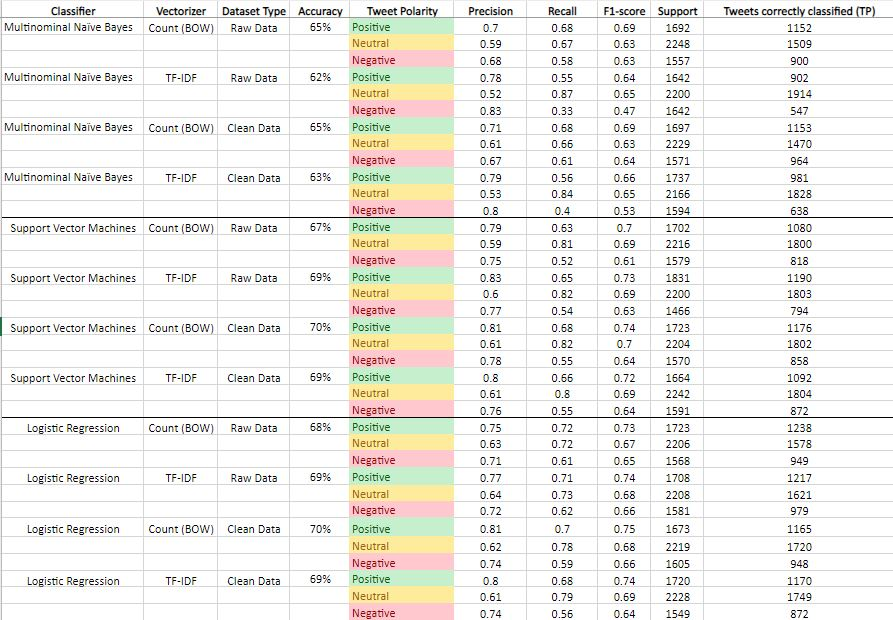 Classifier Vectorizer Dataset Type Accuracy Tweet Polarity Precision Recall F1-score Support Tweets correctly classified (TP)
Multinominal Naïve Bayes Count (BOW) Raw Data 65% Positive 0.7 0.68 0.69 1692 1152
Neutral 0.59 0.67 0.63 2248 1509
Negative 0.68 0.58 0.63 1557 900
Multinominal Naïve Bayes TF-IDF Raw Data 62% Positive 0.78 0.55 0.64 1642 902
Neutral 0.52 0.87 0.65 2200 1914
Negative 0.83 0.33 0.47 1642 547
Multinominal Naïve Bayes Count (BOW) Clean Data 65% Positive 0.71 0.68 0.69 1697 1153
Neutral 0.61 0.66 0.63 2229 1470
Negative 0.67 0.61 0.64 1571 964
Multinominal Naïve Bayes TF-IDF Clean Data 63% Positive 0.79 0.56 0.66 1737 981
Neutral 0.53 0.84 0.65 2166 1828
Negative 0.8 0.4 0.53 1594 638
Support Vector Machines Count (BOW) Raw Data 67% Positive 0.79 0.63 0.7 1702 1080
Neutral 0.59 0.81 0.69 2216 1800
Negative 0.75 0.52 0.61 1579 818
Support Vector Machines TF-IDF Raw Data 69% Positive 0.83 0.65 0.73 1831 1190
Neutral 0.6 0.82 0.69 2200 1803
Negative 0.77 0.54 0.63 1466 794
Support Vector Machines Count (BOW) Clean Data 70% Positive 0.81 0.68 0.74 1723 1176
Neutral 0.61 0.82 0.7 2204 1802
Negative 0.78 0.55 0.64 1570 858
Support Vector Machines TF-IDF Clean Data 69% Positive 0.8 0.66 0.72 1664 1092
Neutral 0.61 0.8 0.69 2242 1804
Negative 0.76 0.55 0.64 1591 872
Logistic Regression Count (BOW) Raw Data 68% Positive 0.75 0.72 0.73 1723 1238
Neutral 0.63 0.72 0.67 2206 1578
Negative 0.71 0.61 0.65 1568 949
Logistic Regression TF-IDF Raw Data 69% Positive 0.77 0.71 0.74 1708 1217
Neutral 0.64 0.73 0.68 2208 1621
Negative 0.72 0.62 0.66 1581 979
Logistic Regression Count (BOW) Clean Data 70% Positive 0.81 0.7 0.75 1673 1165
Neutral 0.62 0.78 0.68 2219 1720
Negative 0.74 0.59 0.66 1605 948
Logistic Regression TF-IDF Clean Data 69% Positive 0.8 0.68 0.74 1720 1170
Neutral 0.61 0.79 0.69 2228 1749
Negative 0.74 0.56 0.64 1549 872